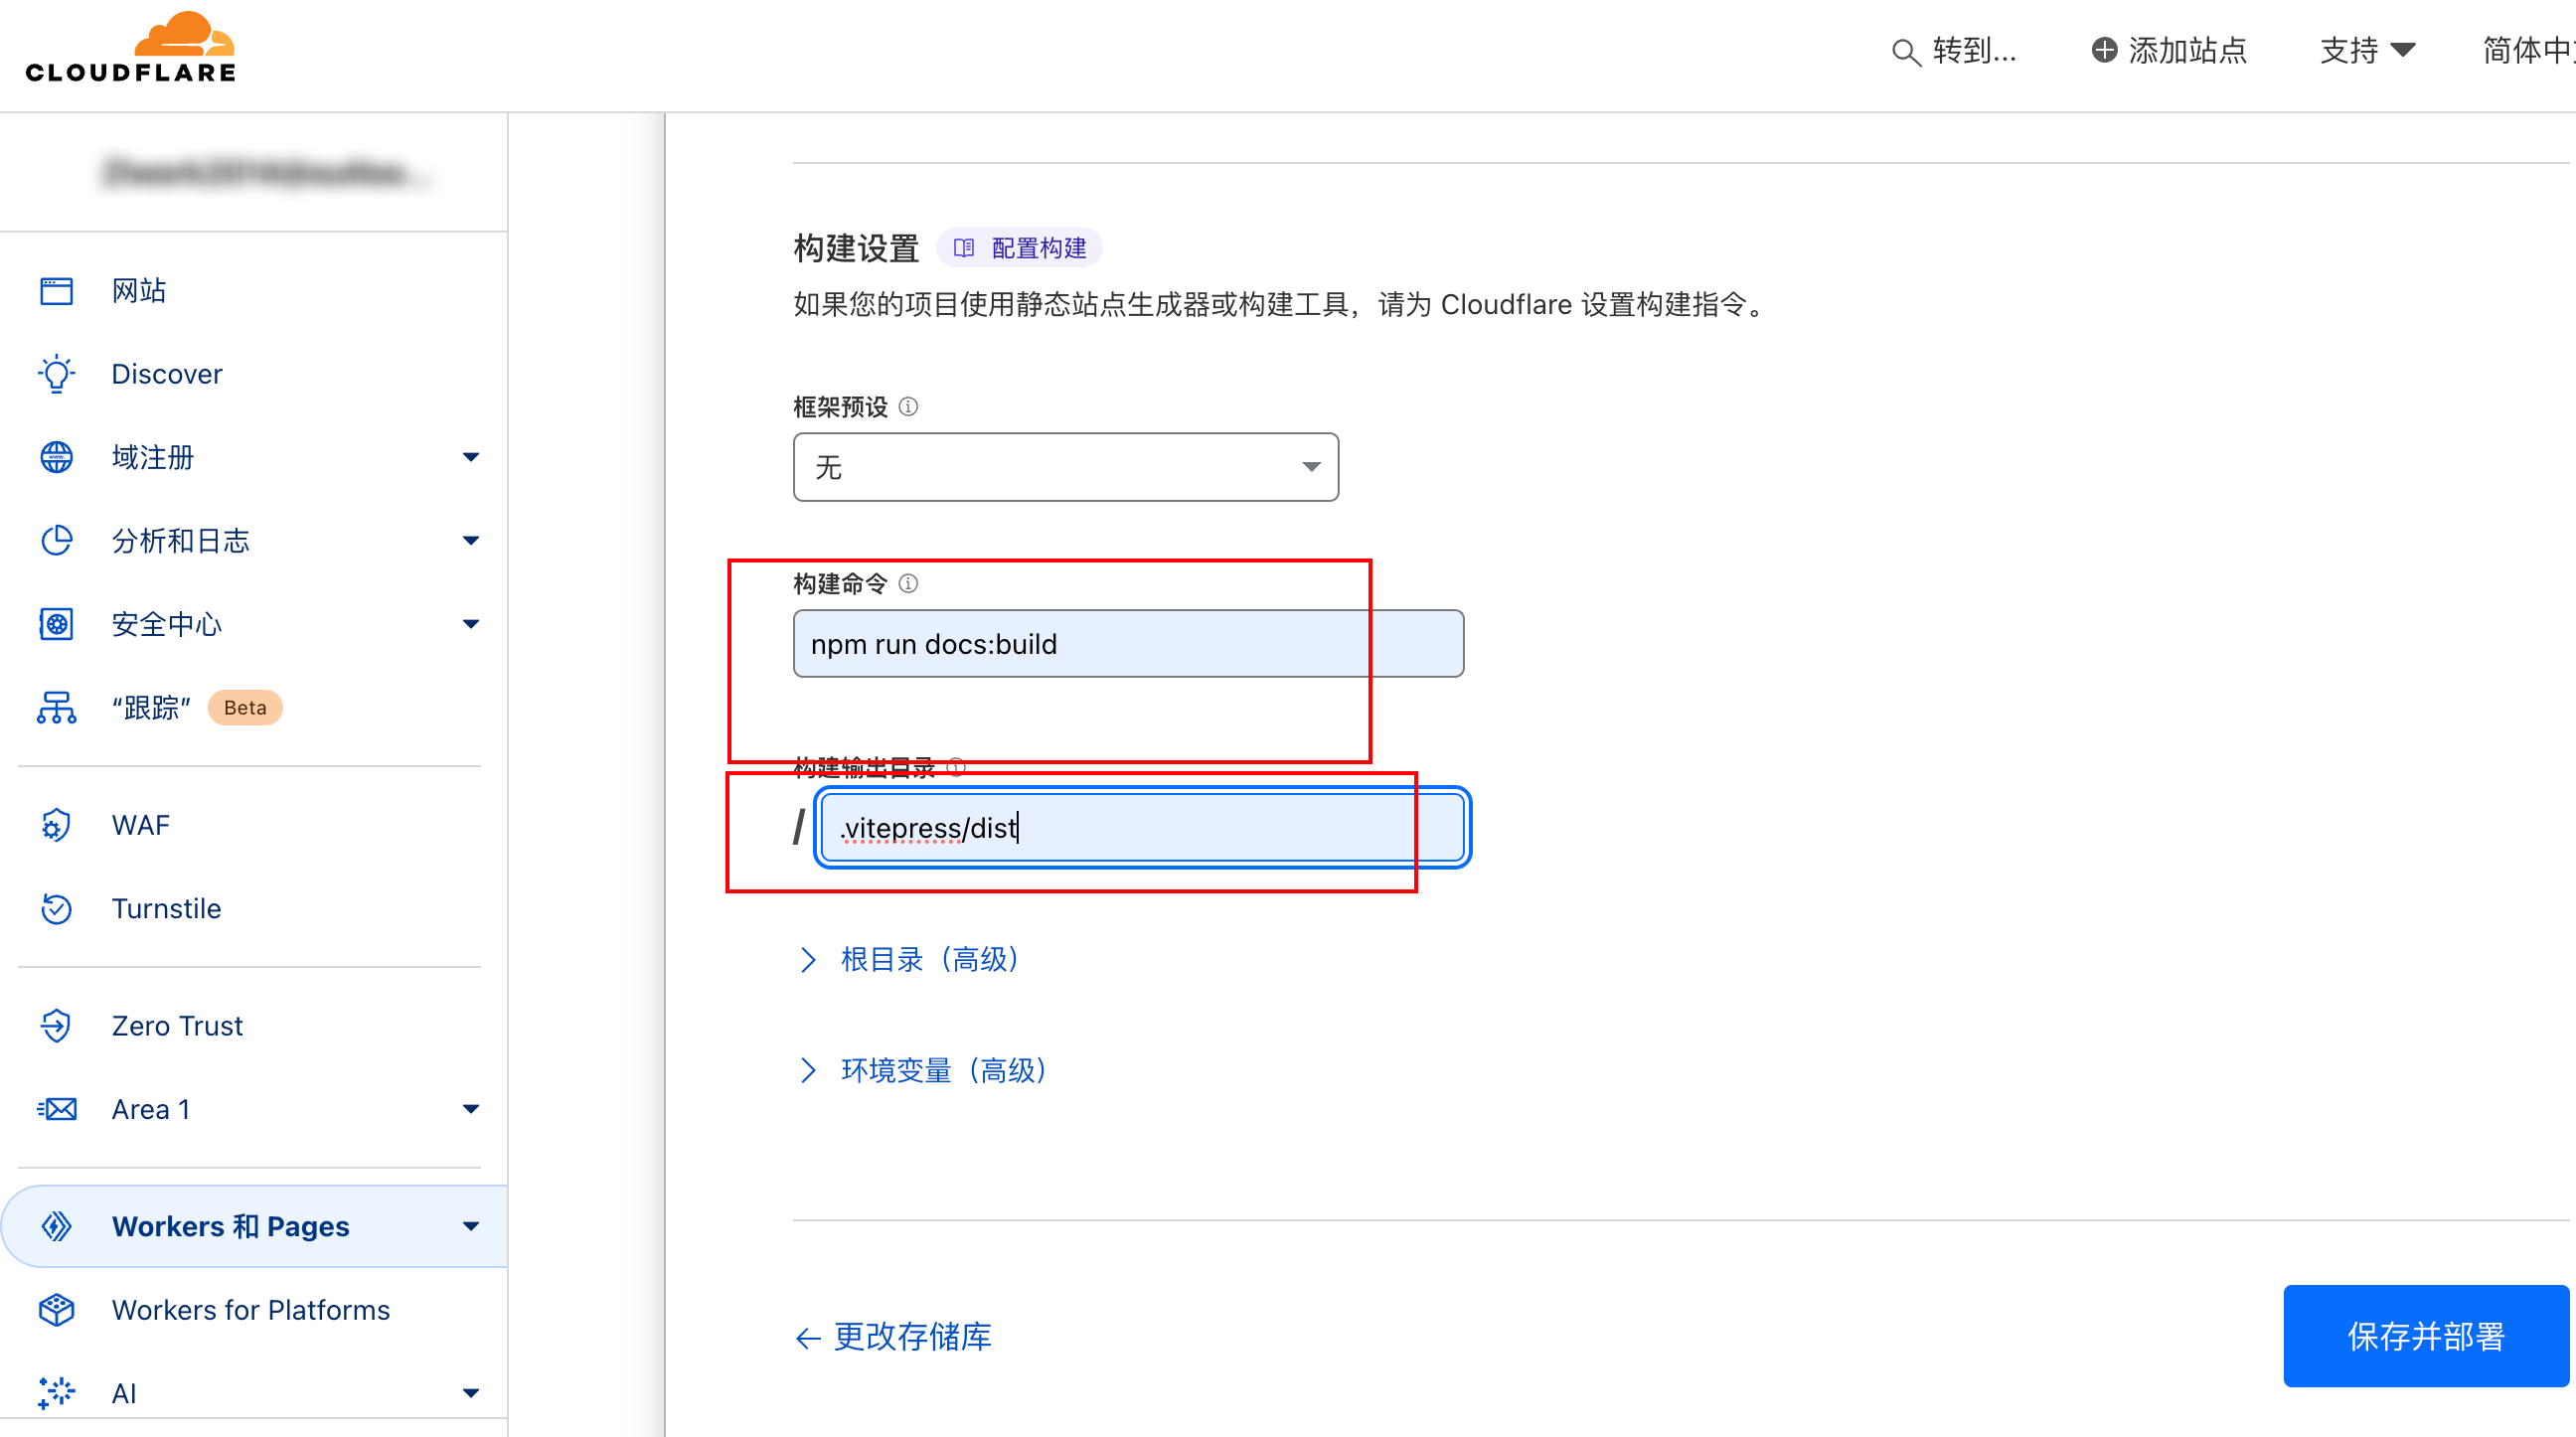 CLOUDFLARE
转到...
添加站点
支持
简体中
网站
Discover
域注册
分析和日志
安全中心
“跟踪” Beta
WAF
Turnstile
Zero Trust
Area 1
Workers 和 Pages
Workers for Platforms
AI
构建设置 配置构建
如果您的项目使用静态站点生成器或构建工具，请为 Cloudflare 设置构建指令。
框架预设
无
构建命令
npm run docs:build
构建输出目录
/ .vitepress/dist
根目录（高级）
环境变量（高级）
更改存储库
保存并部署